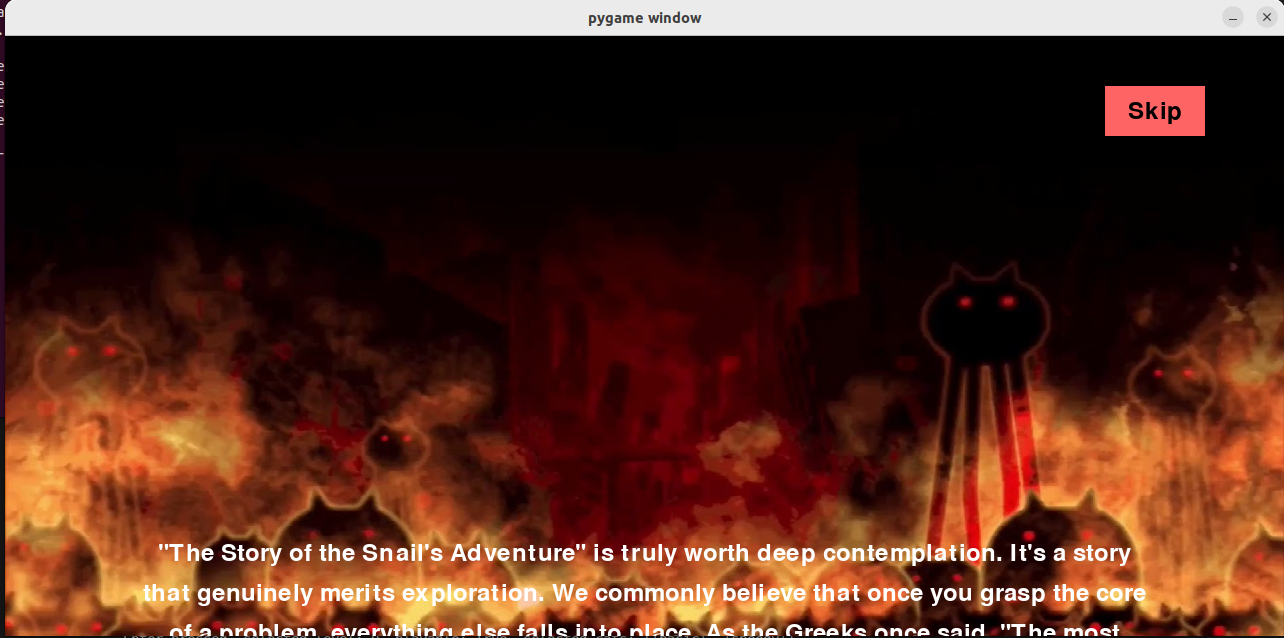 pygame window
Skip
"The Story of the Snail's Adventure" is truly worth deep contemplation. It's a story
that genuinely merits exploration. We commonly believe that once you grasp the core
of a problem, everything else falls into place. As the Greeks once said, "The most